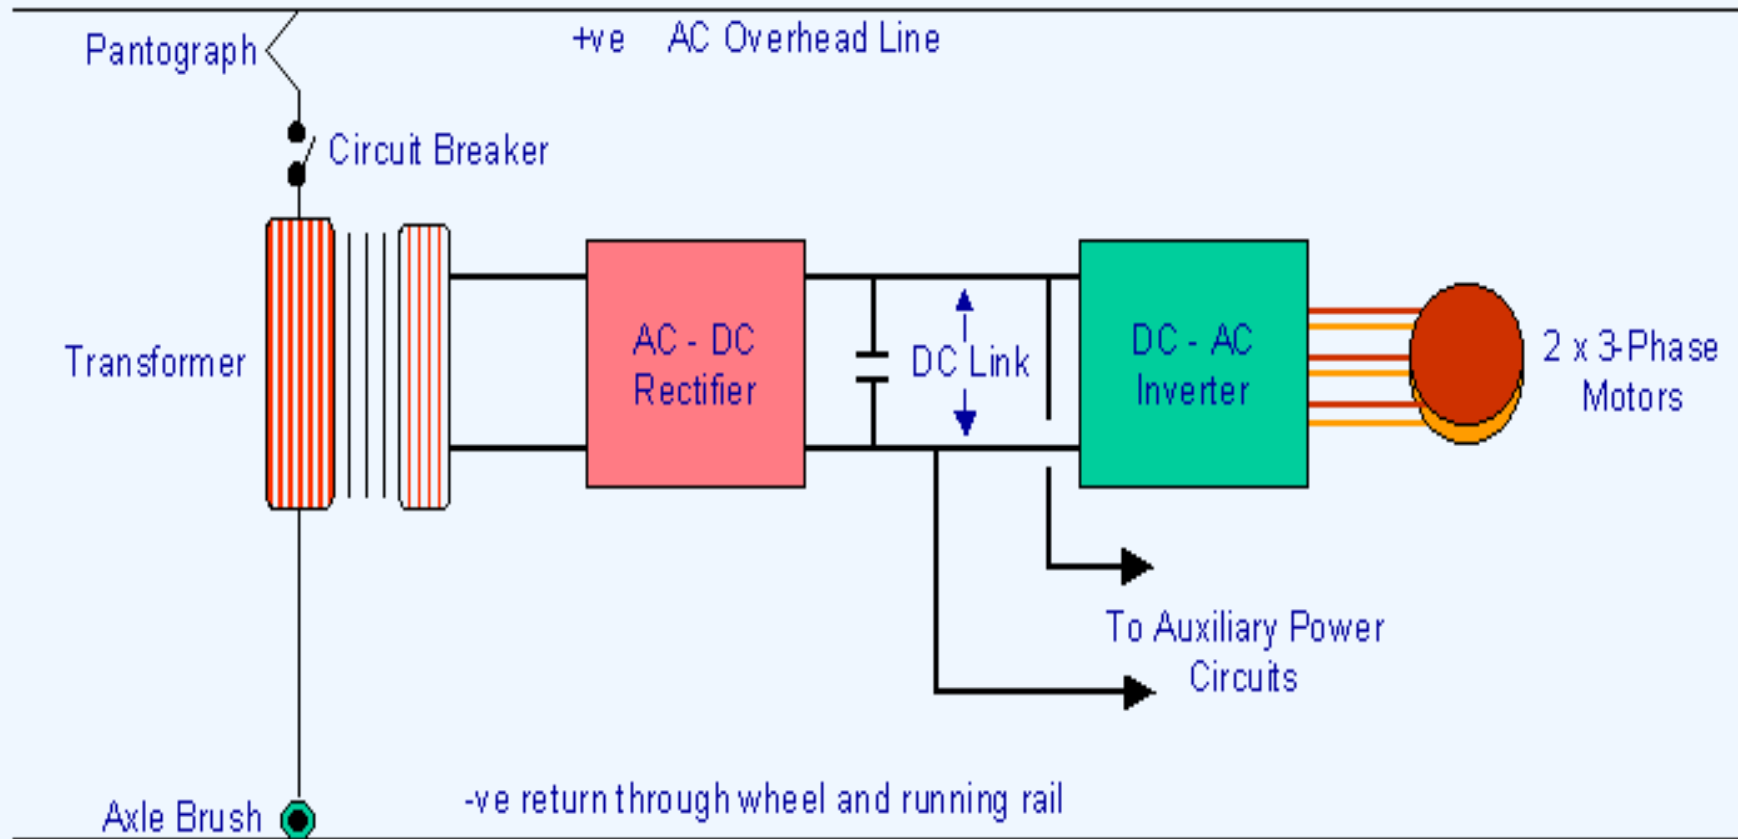 +ve AC Overhead Line
Pantograph
Circuit Breaker
Transformer
AC - DC
Rectifier
DC Link
DC - AC
Inverter
2 x 3-Phase
Motors
To Auxiliary Power
Circuits
-ve return through wheel and running rail
Axle Brush